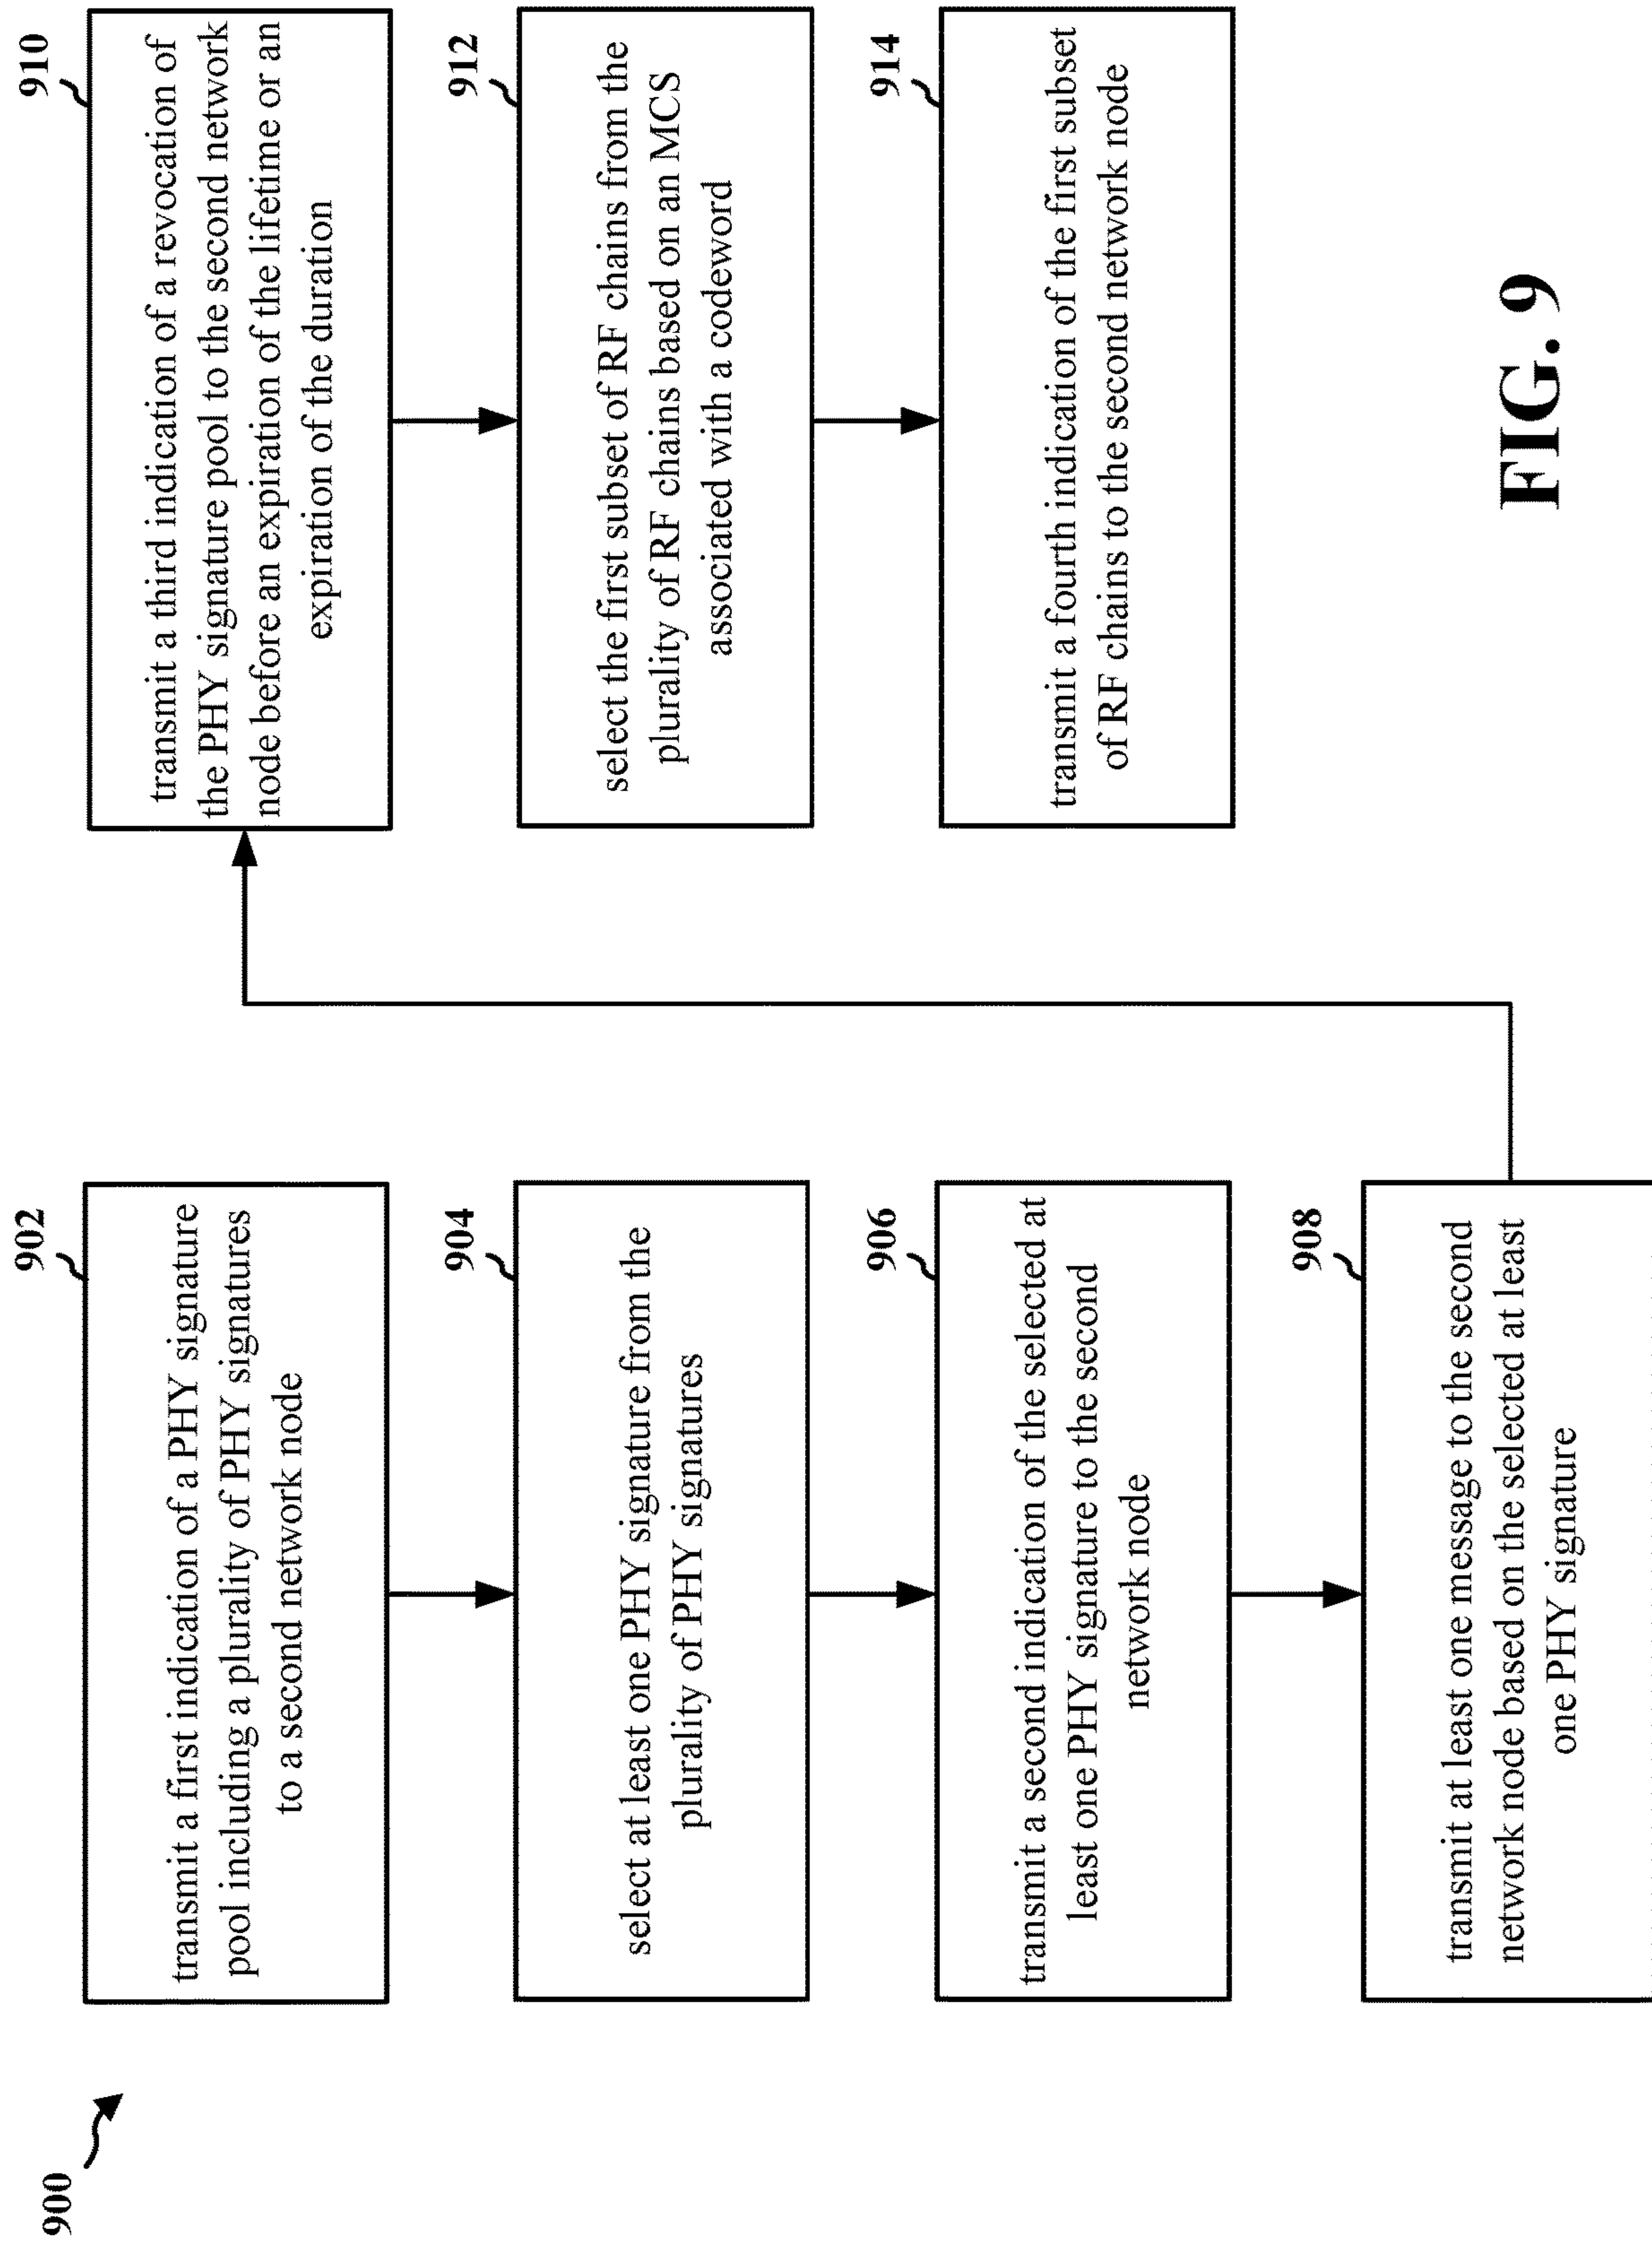 900
902
transmit a first indication of a PHY signature
pool including a plurality of PHY signatures
to a second network node
904
select at least one PHY signature from the
plurality of PHY signatures
906
transmit a second indication of the selected at
least one PHY signature to the second
network node
908
transmit at least one message to the second
network node based on the selected at least
one PHY signature
910
transmit a third indication of a revocation of
the PHY signature pool to the second network
node before an expiration of the lifetime or an
expiration of the duration
912
select the first subset of RF chains from the
plurality of RF chains based on an MCS
associated with a codeword
914
transmit a fourth indication of the first subset
of RF chains to the second network node
FIG. 9